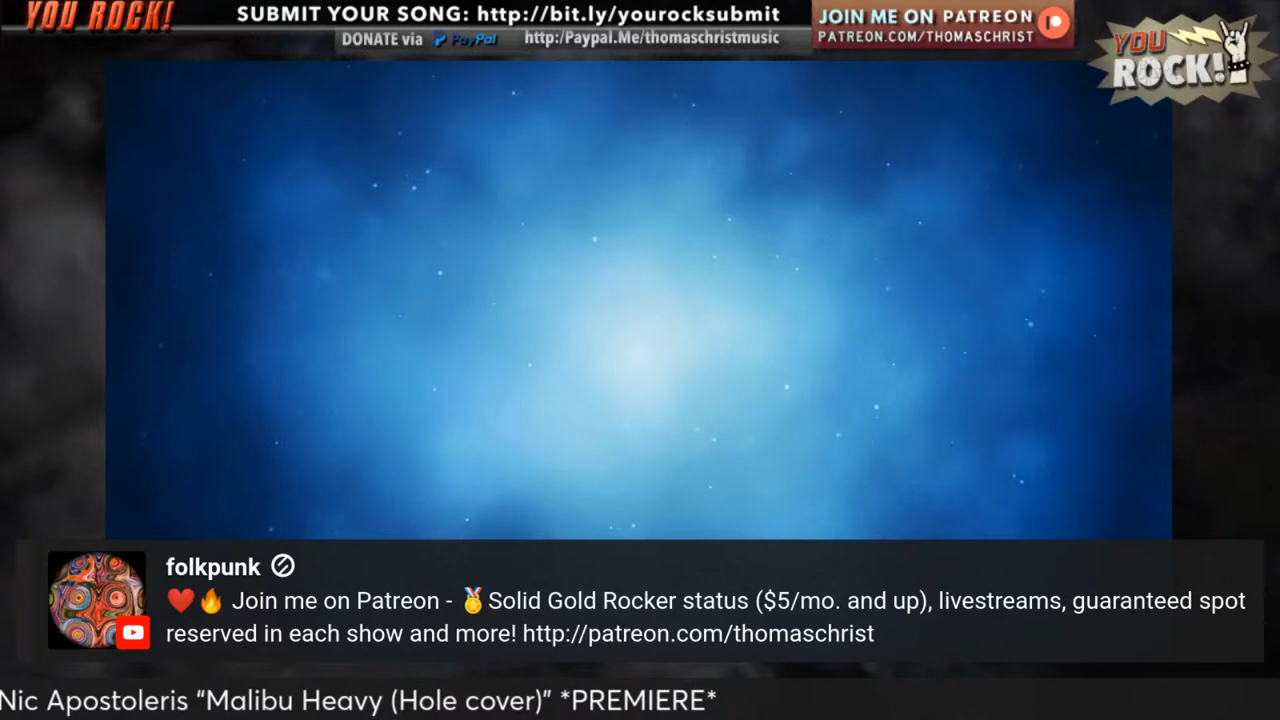 YOU ROCK!
SUBMIT YOUR SONG: http://bit.ly/yourocksubmit
DONATE via PayPal http:/Paypal.Me/thomaschristmusic
JOIN ME ON PATREON
PATREON.COM/THOMASCHRIST
YOU
ROCK!
folkpunk
❤️🔥 Join me on Patreon - 🏅Solid Gold Rocker status ($5/mo. and up), livestreams, guaranteed spot
reserved in each show and more! http://patreon.com/thomaschrist
Nic Apostoleris “Malibu Heavy (Hole cover)” *PREMIERE*